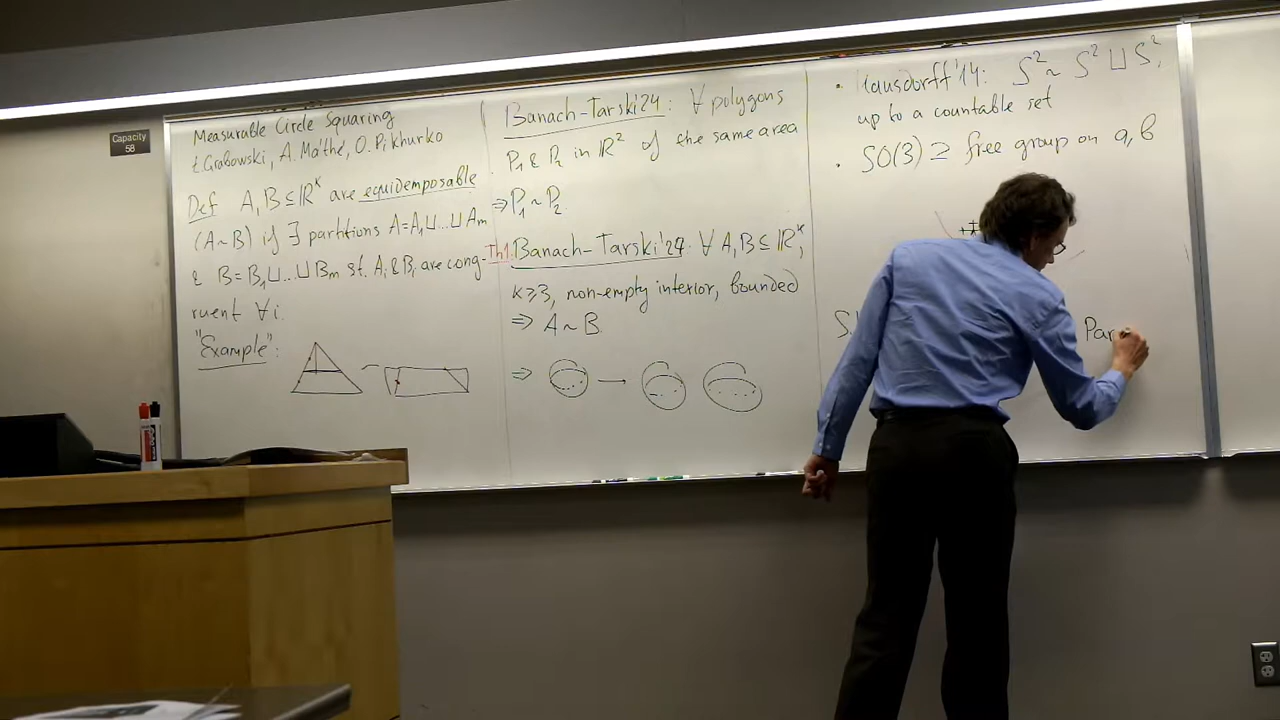 Capacity
58
Measurable Circle Squaring
Ł. Grabowski, A. Máthé, O. Pikhurko
Def A, B ⊆ ℝᵏ are equidemposable
(A~B) if ∃ partitions A=A₁⊔...⊔Aₘ
& B=B₁⊔...⊔Bₘ st. Aᵢ & Bᵢ are cong-
ruent ∀i.
"Example":
~
Banach-Tarski'24: ∀ polygons
P₁ & P₂ in ℝ² of the same area
⇒ P₁~P₂
Th1. Banach-Tarski'24: ∀ A,B ⊆ ℝᵏ,
k≥3, non-empty interior, bounded
⇒ A~B
⇒ →
• Hausdorff'14: S² ~ S² ⊔ S²,
up to a countable set
• SO(3) ≥ free group on a, b
S
Par